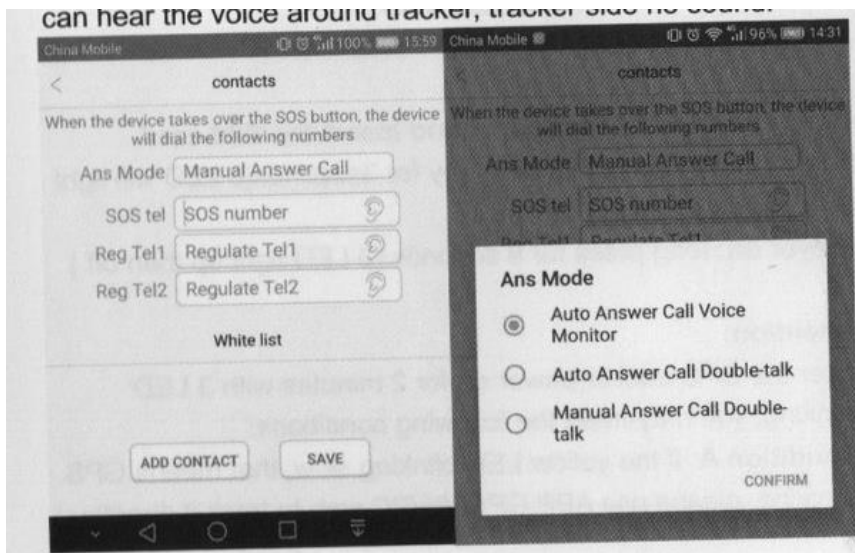 can hear the voice around tracker, tracker side no sound.
China Mobile 100% 15:59
contacts
When the device takes over the SOS button, the device
will dial the following numbers
Ans Mode Manual Answer Call
SOS tel SOS number
Reg Tel1 Regulate Tel1
Reg Tel2 Regulate Tel2
White list
ADD CONTACT SAVE
China Mobile 96% 14:31
contacts
When the device takes over the SOS button, the device
will dial the following numbers
Ans Mode Manual Answer Call
SOS tel SOS number
Reg Tel1 Regulate Tel1
Ans Mode
Auto Answer Call Voice
Monitor
Auto Answer Call Double-talk
Manual Answer Call Double-
talk
CONFIRM